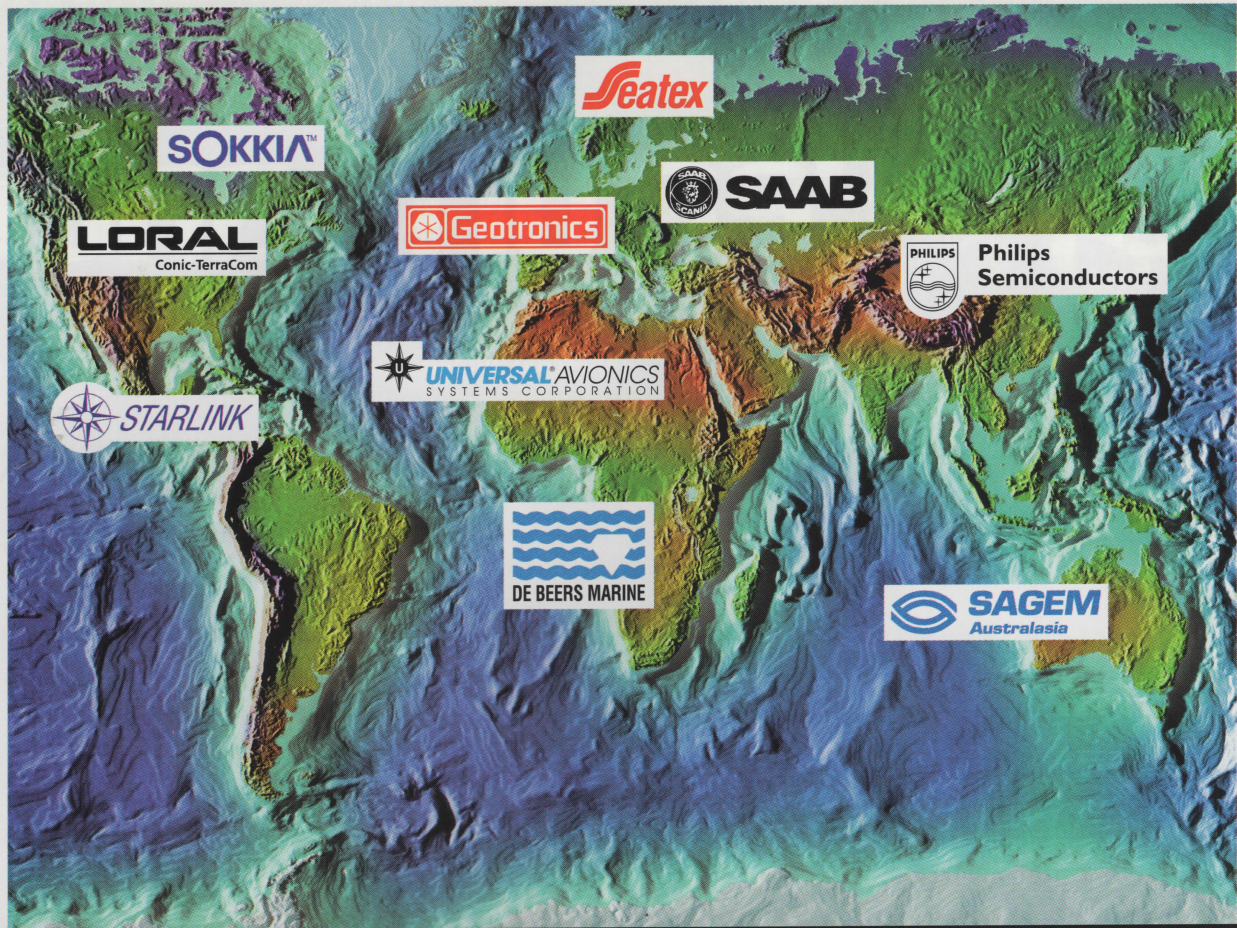 Seatex
SOKKIA™
SAAB
SCANIA
SAAB
Geotronics
LORAL
Conic-TerraCom
PHILIPS
Philips
Semiconductors
U
UNIVERSAL® AVIONICS
SYSTEMS CORPORATION
STARLINK
DE BEERS MARINE
SAGEM
Australasia